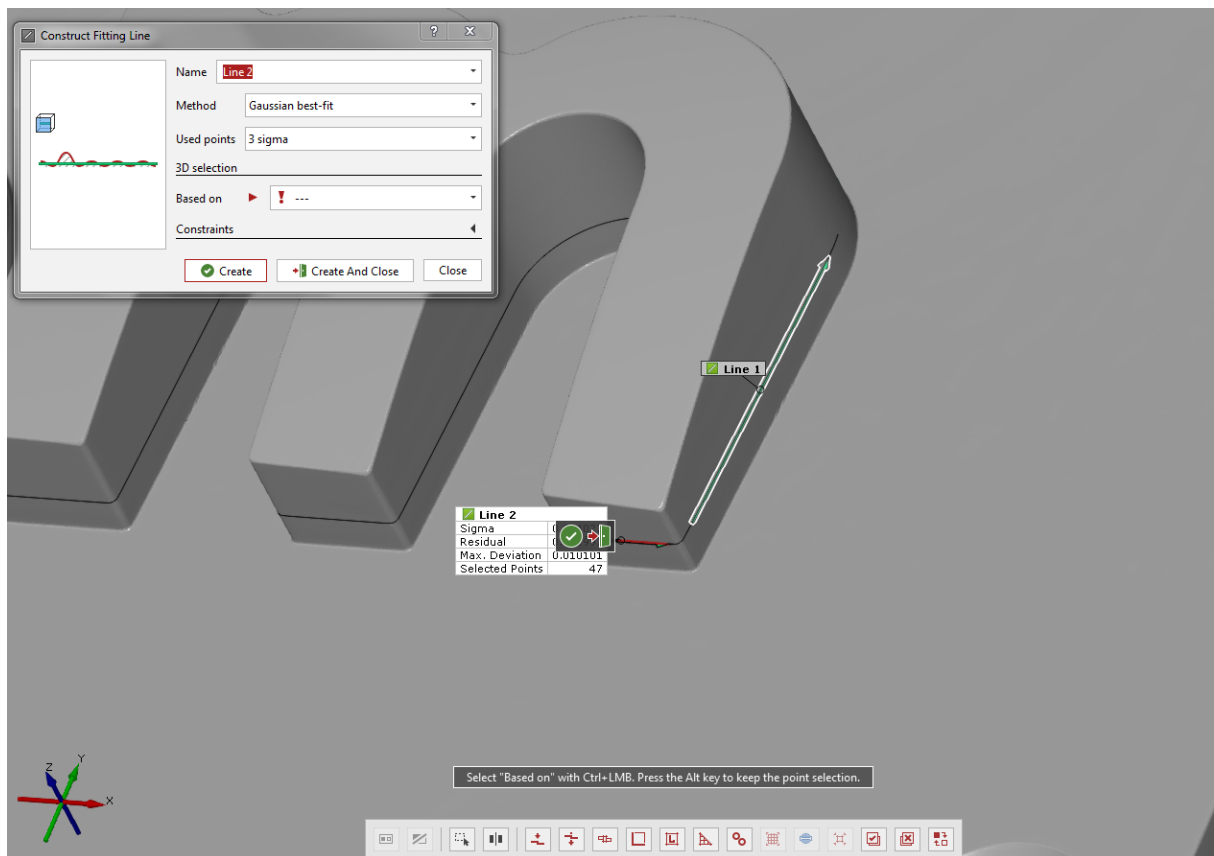 Construct Fitting Line
?
Name Line 2
Method Gaussian best-fit
Used points 3 sigma
3D selection
Based on ! ---
Constraints
Create Create And Close Close
Line 1
Line 2
Sigma
Residual
Max. Deviation 0.010101
Selected Points 47
Z Y
X
Select "Based on" with Ctrl+LMB. Press the Alt key to keep the point selection.